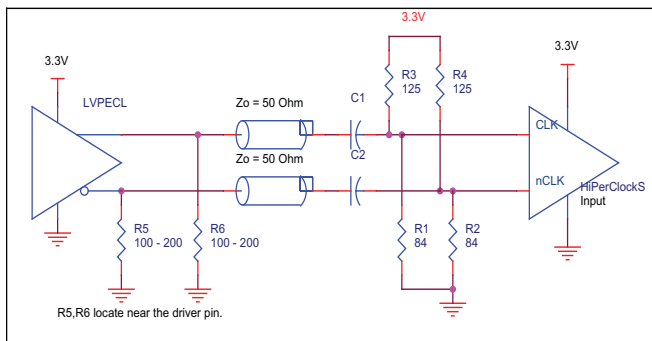 3.3V
3.3V
3.3V
LVPECL
R3
125
R4
125
Zo = 50 Ohm
C1
CLK
Zo = 50 Ohm
C2
nCLK
HiPerClockS
Input
R5
100 - 200
R6
100 - 200
R1
84
R2
84
R5,R6 locate near the driver pin.